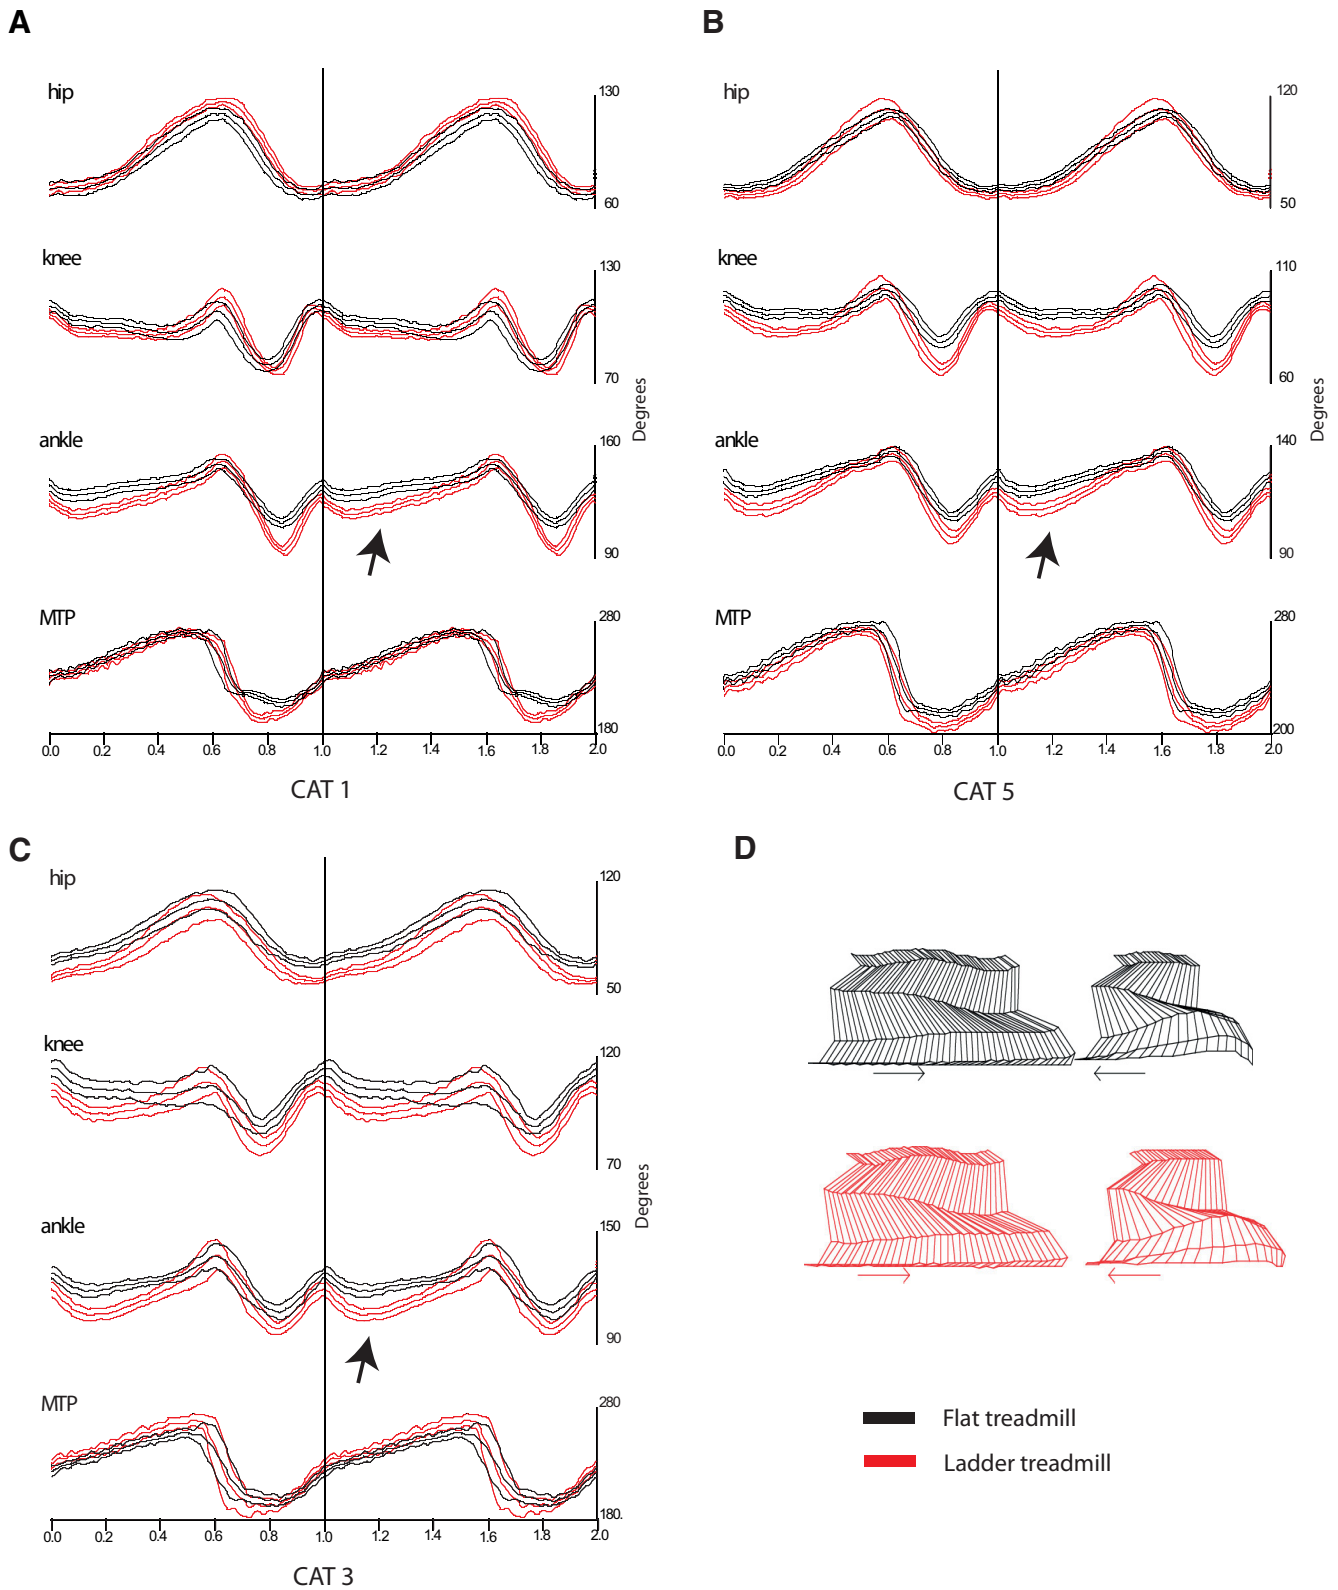 A
hip
130
60
knee
130
70
ankle
160
90
MTP
280
180
Degrees
0.0 0.2 0.4 0.6 0.8 1.0 1.2 1.4 1.6 1.8 2.0
CAT 1
B
hip
120
50
knee
110
60
ankle
140
90
MTP
280
200
Degrees
0.0 0.2 0.4 0.6 0.8 1.0 1.2 1.4 1.6 1.8 2.0
CAT 5
C
hip
120
50
knee
120
70
ankle
150
90
MTP
280
180.
Degrees
0.0 0.2 0.4 0.6 0.8 1.0 1.2 1.4 1.6 1.8 2.0
CAT 3
D
Flat treadmill
Ladder treadmill